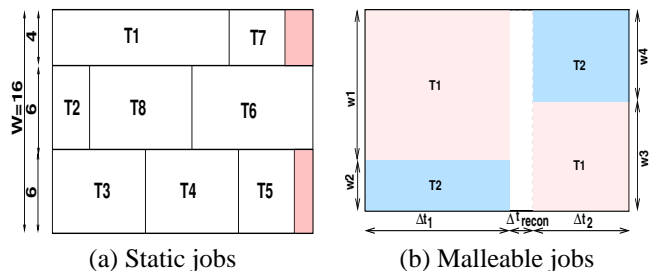 4
T1
T7
W=16
6
T2
T8
T6
6
T3
T4
T5
w1
T1
T2
w4
w2
T2
T1
w3
Δt1
Δtrecon
Δt2
(a) Static jobs
(b) Malleable jobs